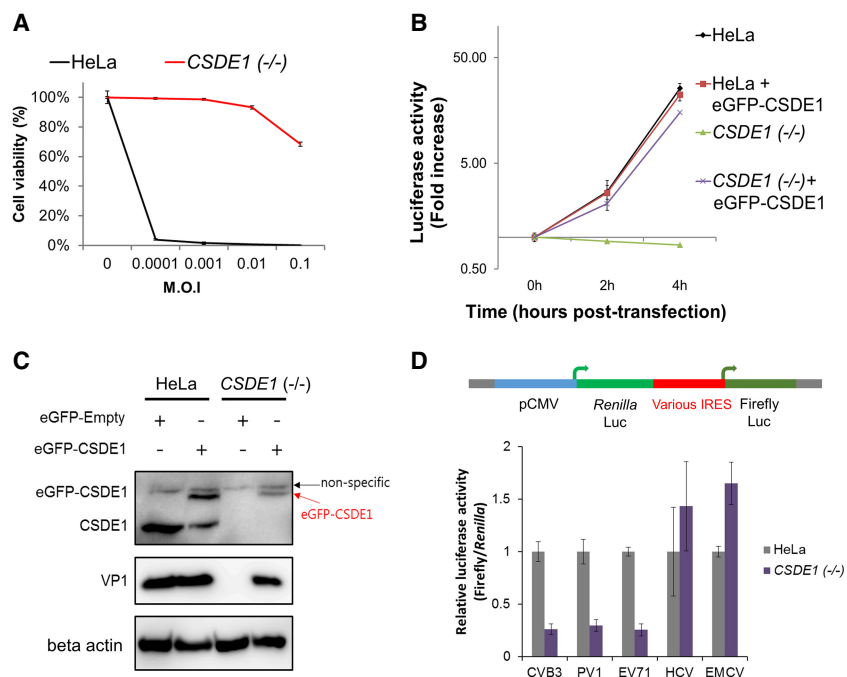 A
HeLa
CSDE1 (-/-)
100%
80%
60%
40%
20%
0%
Cell viability (%)
0 0.0001 0.001 0.01 0.1
M.O.I
B
50.00
5.00
0.50
Luciferase activity
(Fold increase)
0h 2h 4h
Time (hours post-transfection)
HeLa
HeLa +
eGFP-CSDE1
CSDE1 (-/-)
CSDE1 (-/-)+
eGFP-CSDE1
C
HeLa CSDE1 (-/-)
eGFP-Empty + - + -
eGFP-CSDE1 - + - +
eGFP-CSDE1
non-specific
eGFP-CSDE1
CSDE1
VP1
beta actin
D
pCMV Renilla Various IRES Firefly
Luc Luc
2
1.5
1
0.5
0
Relative luciferase activity
(Firefly/Renilla)
CVB3 PV1 EV71 HCV EMCV
HeLa
CSDE1 (-/-)